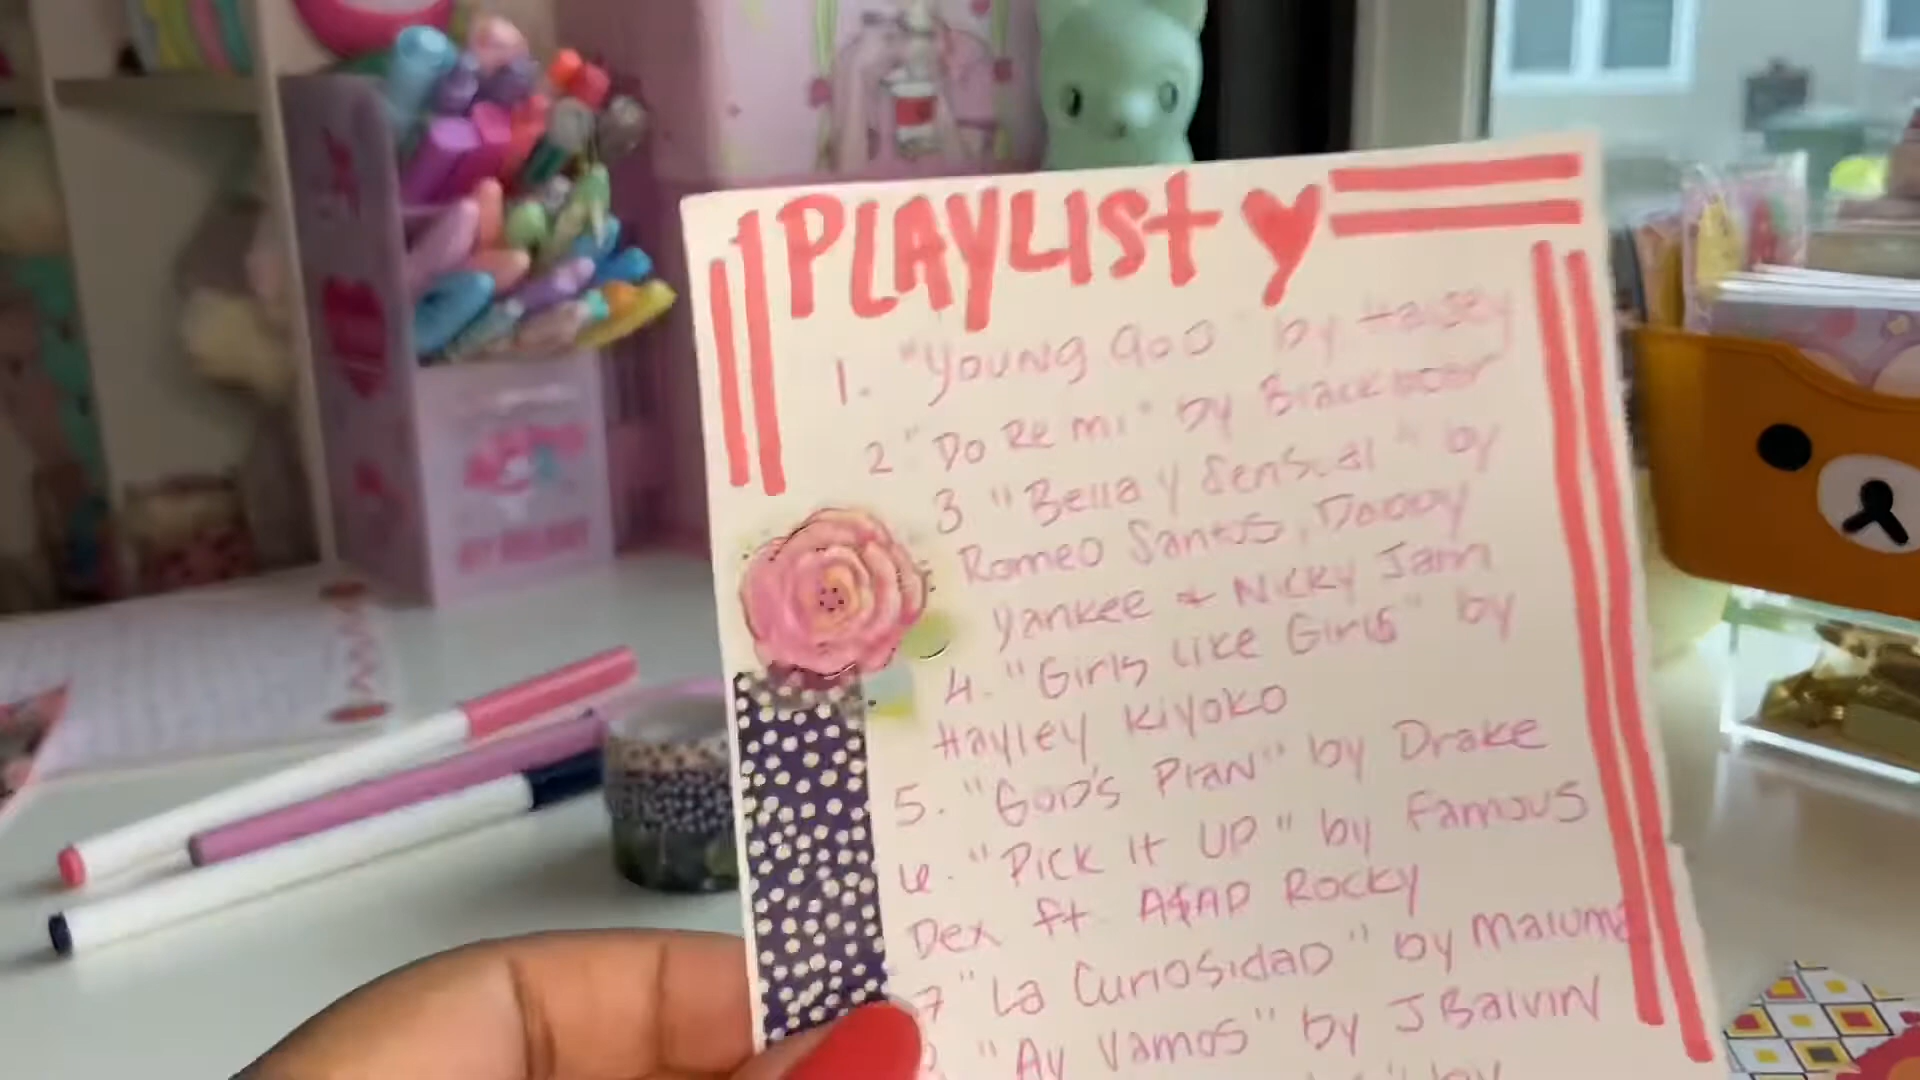 PLAYLIST
1. "Young God" by Halsey
2 "Do Re mi" by Blackbear
3 "Bella y Sensual" by
Romeo Santos, Daddy
Yankee + Nicky Jam
4. "Girls Like Girls" by
Hayley Kiyoko
5. "God's Plan" by Drake
6. "Pick It UP" by Famous
Dex ft. A$AP Rocky
7 "La Curiosidad" by Maluma
"Ay Vamos" by J Balvin